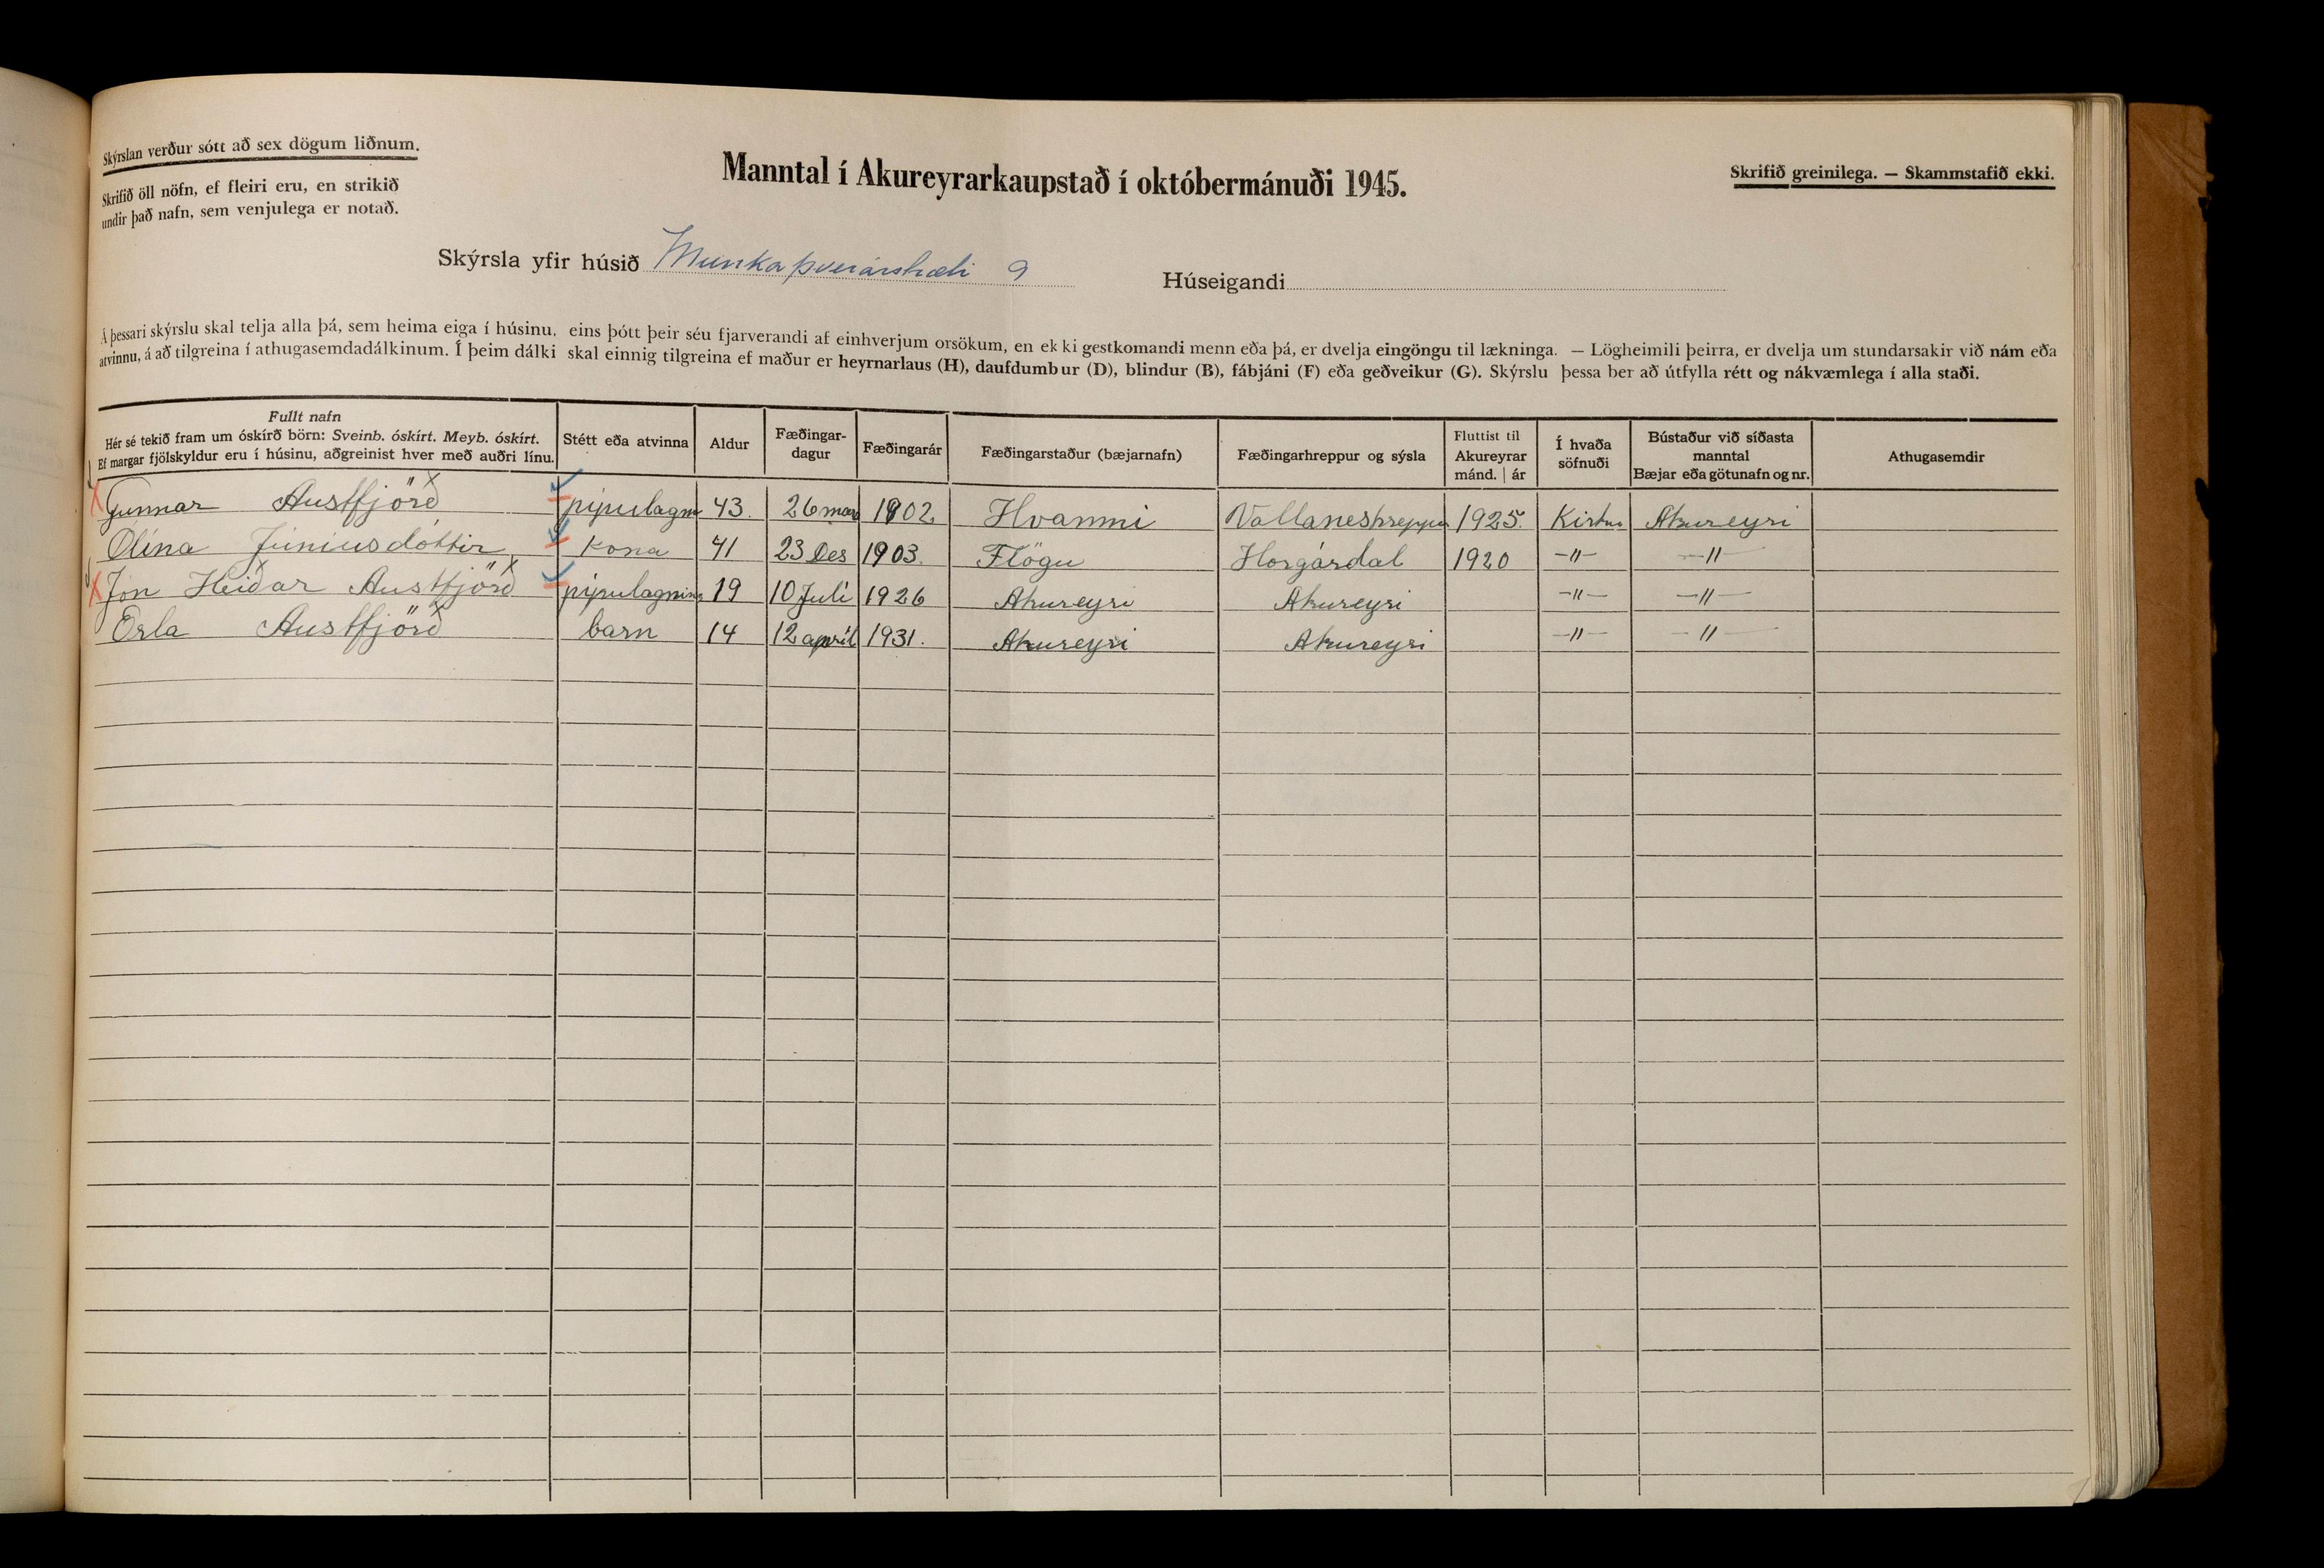 Skýrslan verður sótt að sex dögum liðnum.
Skrifið öll nöfn, ef fleiri eru, en strikið
undir það nafn, sem venjulega er notað.
Manntal í Akureyrarkaupstað í októbermánuði 1945.
Skrifið greinilega. — Skammstafið ekki.
Skýrsla yfir húsið Munkaþverárstræti 9
Húseigandi
Á þessari skýrslu skal telja alla þá, sem heima eiga í húsinu, eins þótt þeir séu fjarverandi af einhverjum orsökum, en ekki gestkomandi menn eða þá, er dvelja eingöngu til lækninga. — Lögheimili þeirra, er dvelja um stundarsakir við nám eða
atvinnu, á að tilgreina í athugasemdadálkinum. Í þeim dálki skal einnig tilgreina ef maður er heyrnarlaus (H), daufdumbur (D), blindur (B), fábjáni (F) eða geðveikur (G). Skýrslu þessa ber að útfylla rétt og nákvæmlega í alla staði.
Fullt nafn
Hér sé tekið fram um óskírð börn: Sveinb. óskírt. Meyb. óskírt.
Ef margar fjölskyldur eru í húsinu, aðgreinist hver með auðri línu.
Stétt eða atvinna
Aldur
Fæðingar-
dagur
Fæðingarár
Fæðingarstaður (bæjarnafn)
Fæðingarhreppur og sýsla
Fluttist til
Akureyrar
mánd. | ár
Í hvaða
söfnuði
Bústaður við síðasta
manntal
Bæjar eða götunafn og nr.
Athugasemdir
Gunnar Austfjörð pípulagn 43. 26 mars 1902. Hvammi Vallaneshreppur 1925. Akureyri
Ólína Júníusdóttir kona 41 23 Des 1903. Flögu Horgárdal 1920 -"- -"-
Jón Heiðar Austfjörð pípulagning 19 10 Júlí 1926 Akureyri Akureyri -"- -"-
Örla Austfjörð barn 14 12 apríl 1931. Akureyri Akureyri -"- -"-